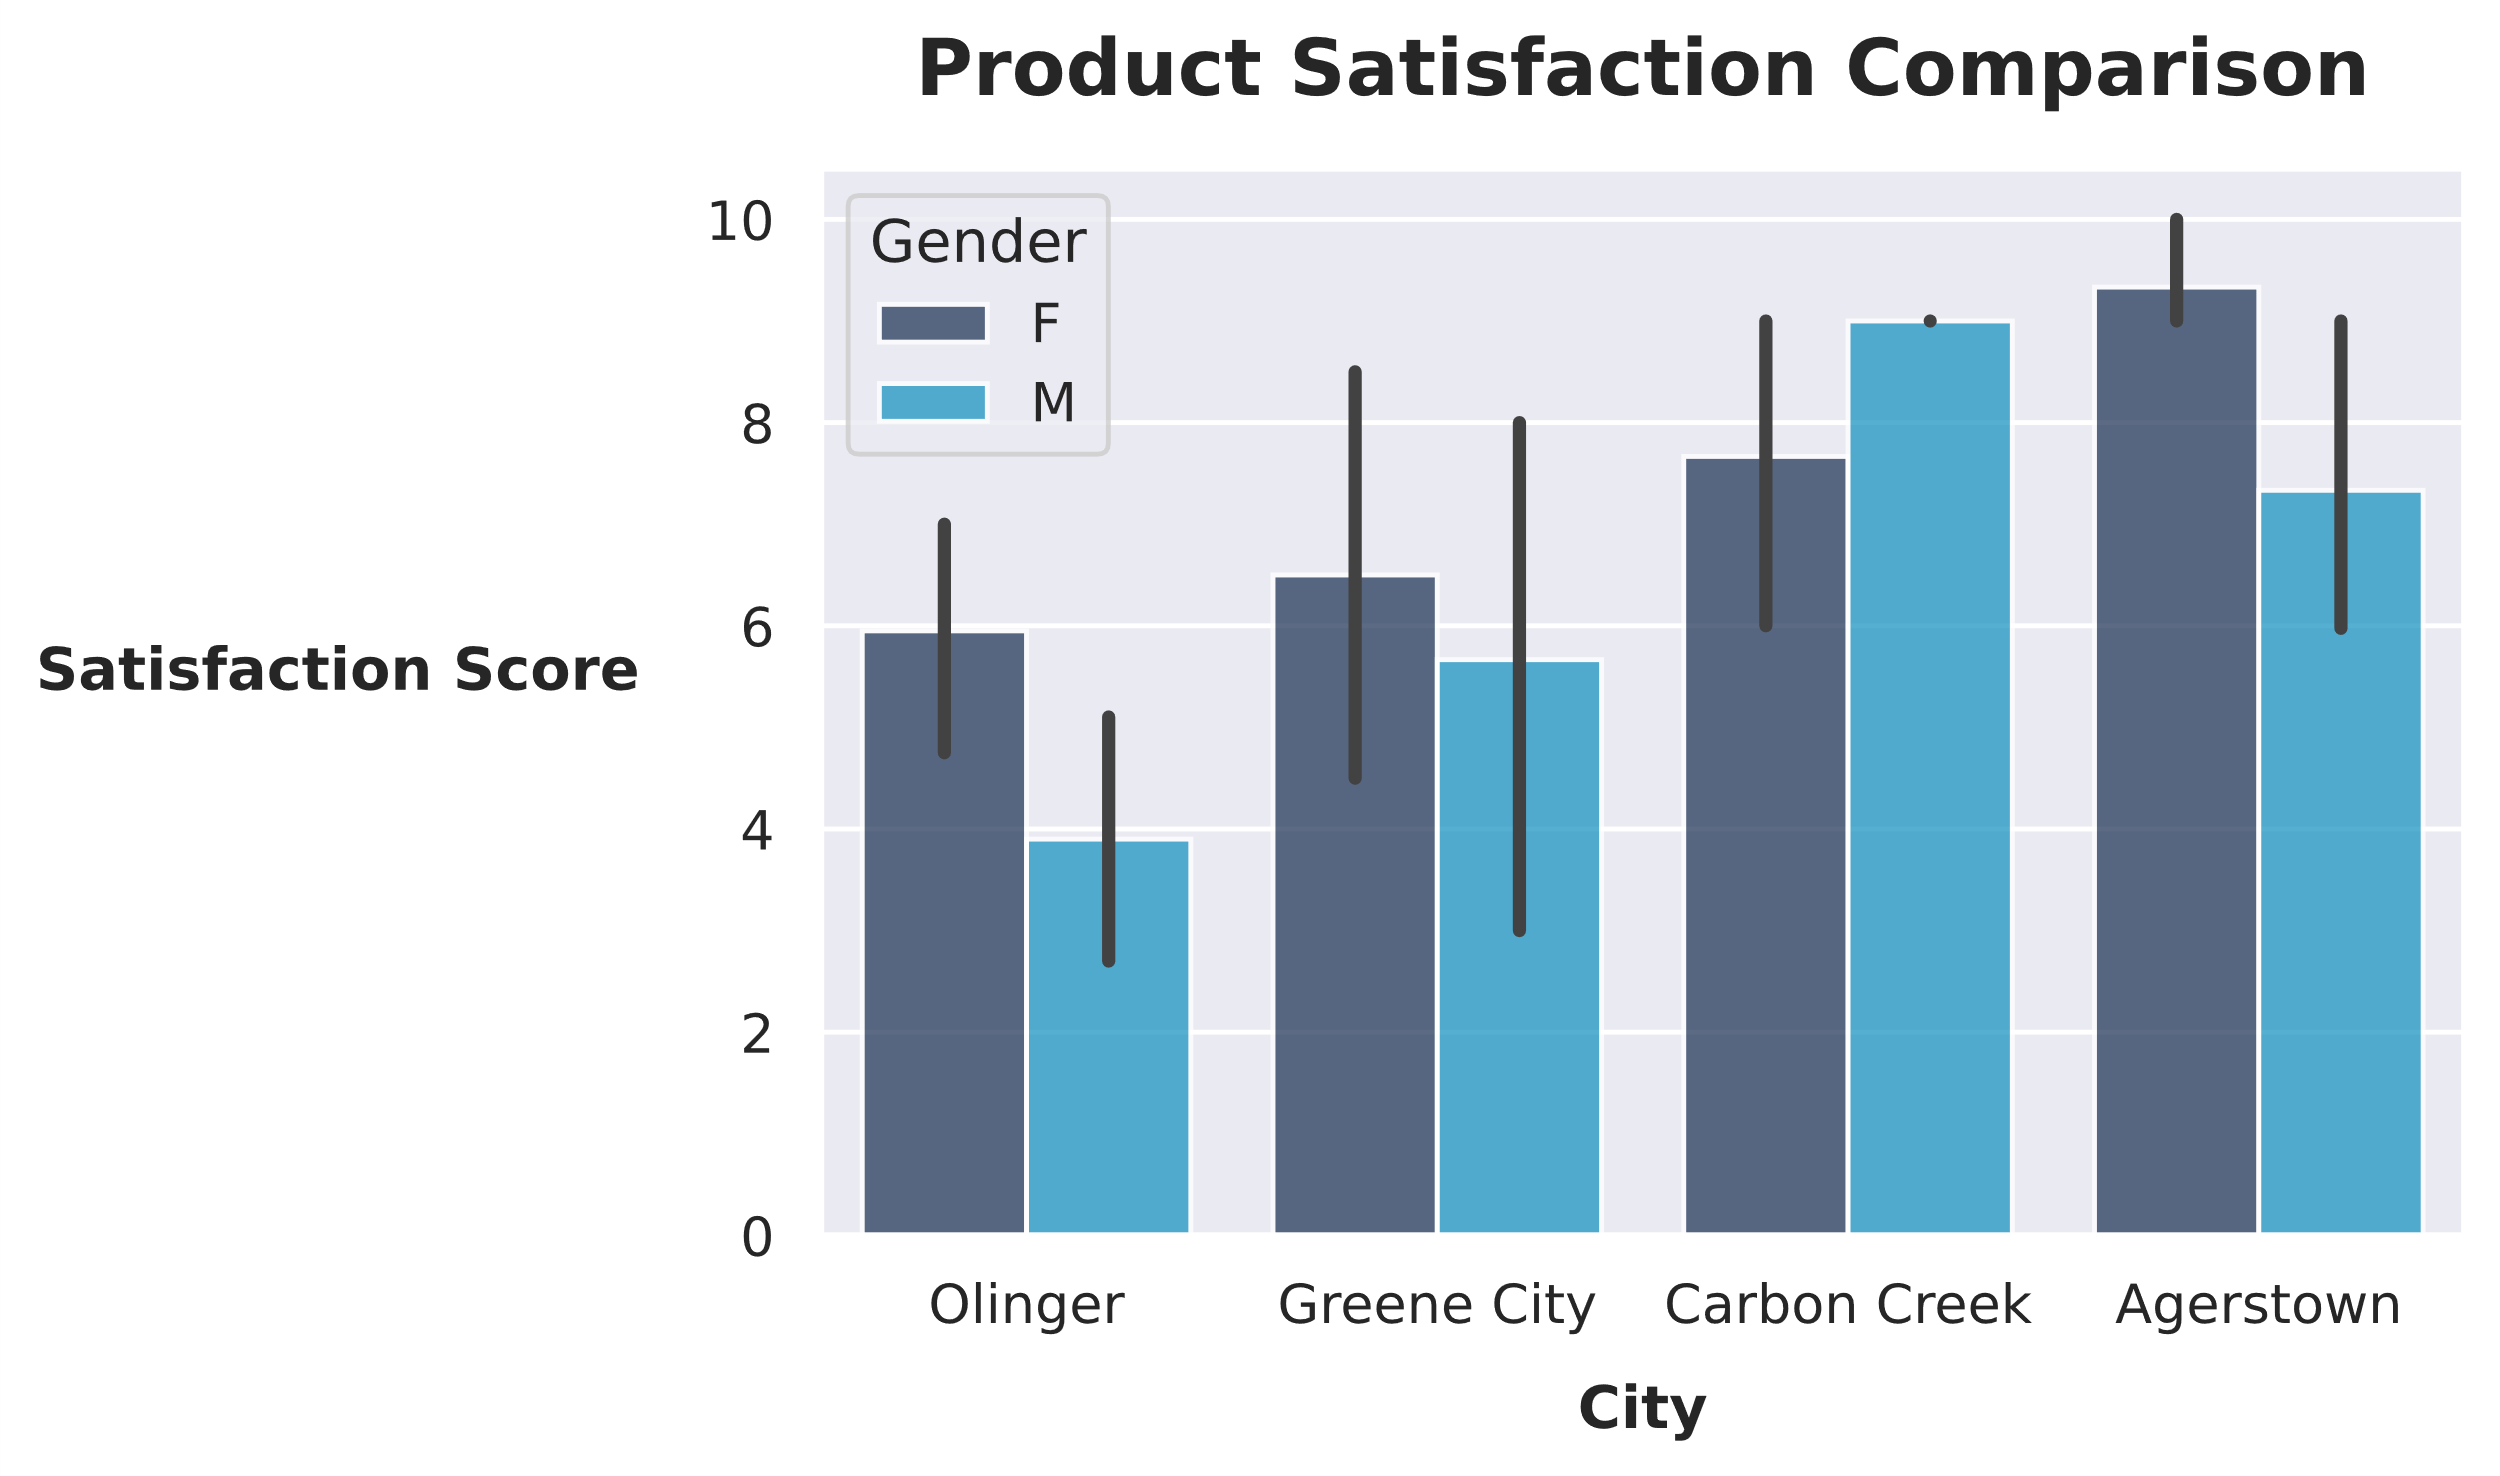 Product Satisfaction Comparison
10
8
6
4
2
0
Gender
F
M
Satisfaction Score
Olinger Greene City Carbon Creek Agerstown
City